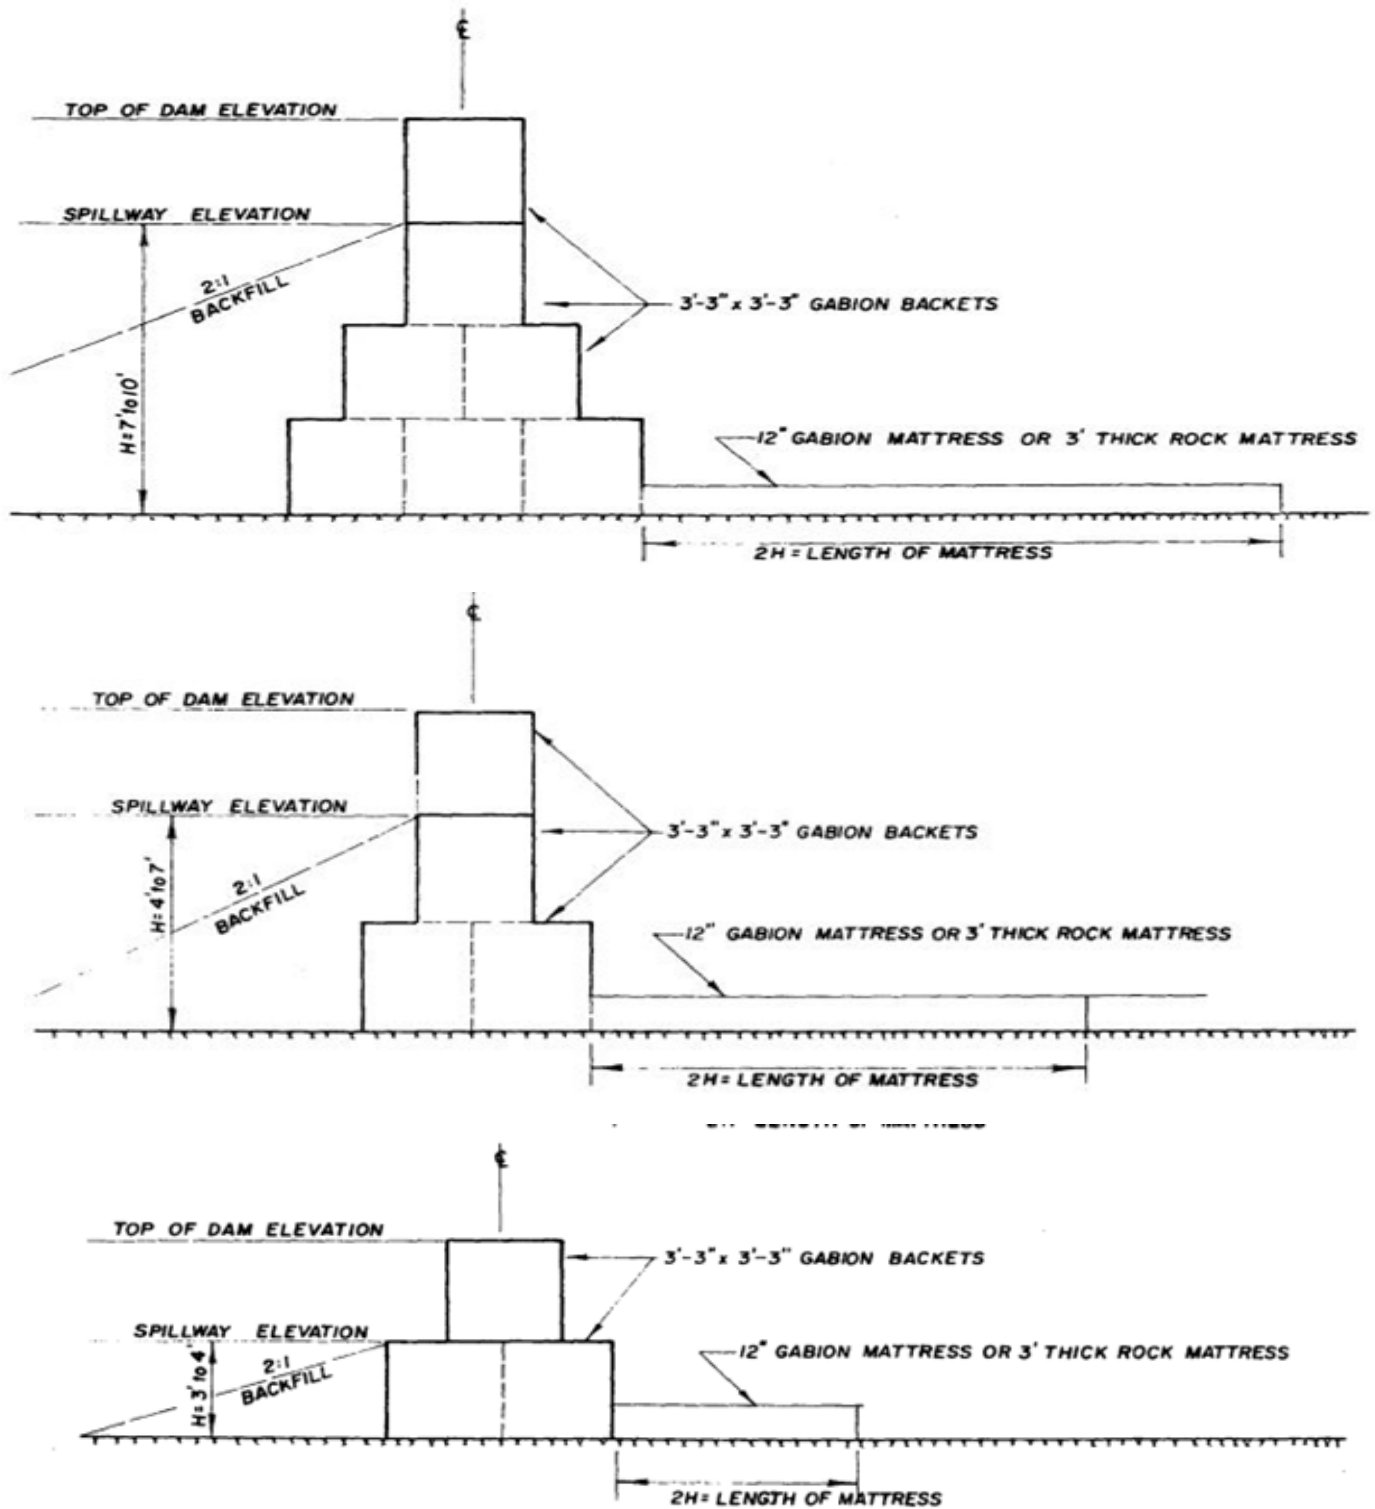 ℄
TOP OF DAM ELEVATION
SPILLWAY ELEVATION
2:1
BACKFILL
3'-3" x 3'-3" GABION BACKETS
H=7' to 10'
12" GABION MATTRESS OR 3' THICK ROCK MATTRESS
2H = LENGTH OF MATTRESS
℄
TOP OF DAM ELEVATION
SPILLWAY ELEVATION
3'-3" x 3'-3" GABION BACKETS
H=4' to 7'
2:1
BACKFILL
12" GABION MATTRESS OR 3' THICK ROCK MATTRESS
2H = LENGTH OF MATTRESS
℄
TOP OF DAM ELEVATION
3'-3" x 3'-3" GABION BACKETS
SPILLWAY ELEVATION
H=3' to 4'
2:1
BACKFILL
12" GABION MATTRESS OR 3' THICK ROCK MATTRESS
2H = LENGTH OF MATTRESS